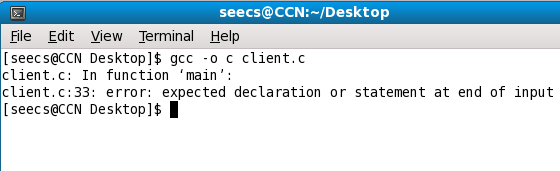 seecs@CCN:~/Desktop
File Edit View Terminal Help
[seecs@CCN Desktop]$ gcc -o c client.c
client.c: In function ‘main’:
client.c:33: error: expected declaration or statement at end of input
[seecs@CCN Desktop]$